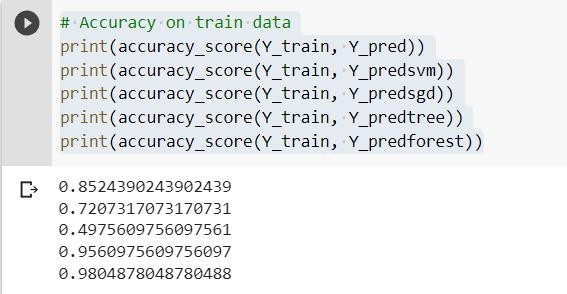 # Accuracy on train data
print(accuracy_score(Y_train, Y_pred))
print(accuracy_score(Y_train, Y_predsvm))
print(accuracy_score(Y_train, Y_predsgd))
print(accuracy_score(Y_train, Y_predtree))
print(accuracy_score(Y_train, Y_predforest))
0.8524390243902439
0.7207317073170731
0.4975609756097561
0.9560975609756097
0.9804878048780488